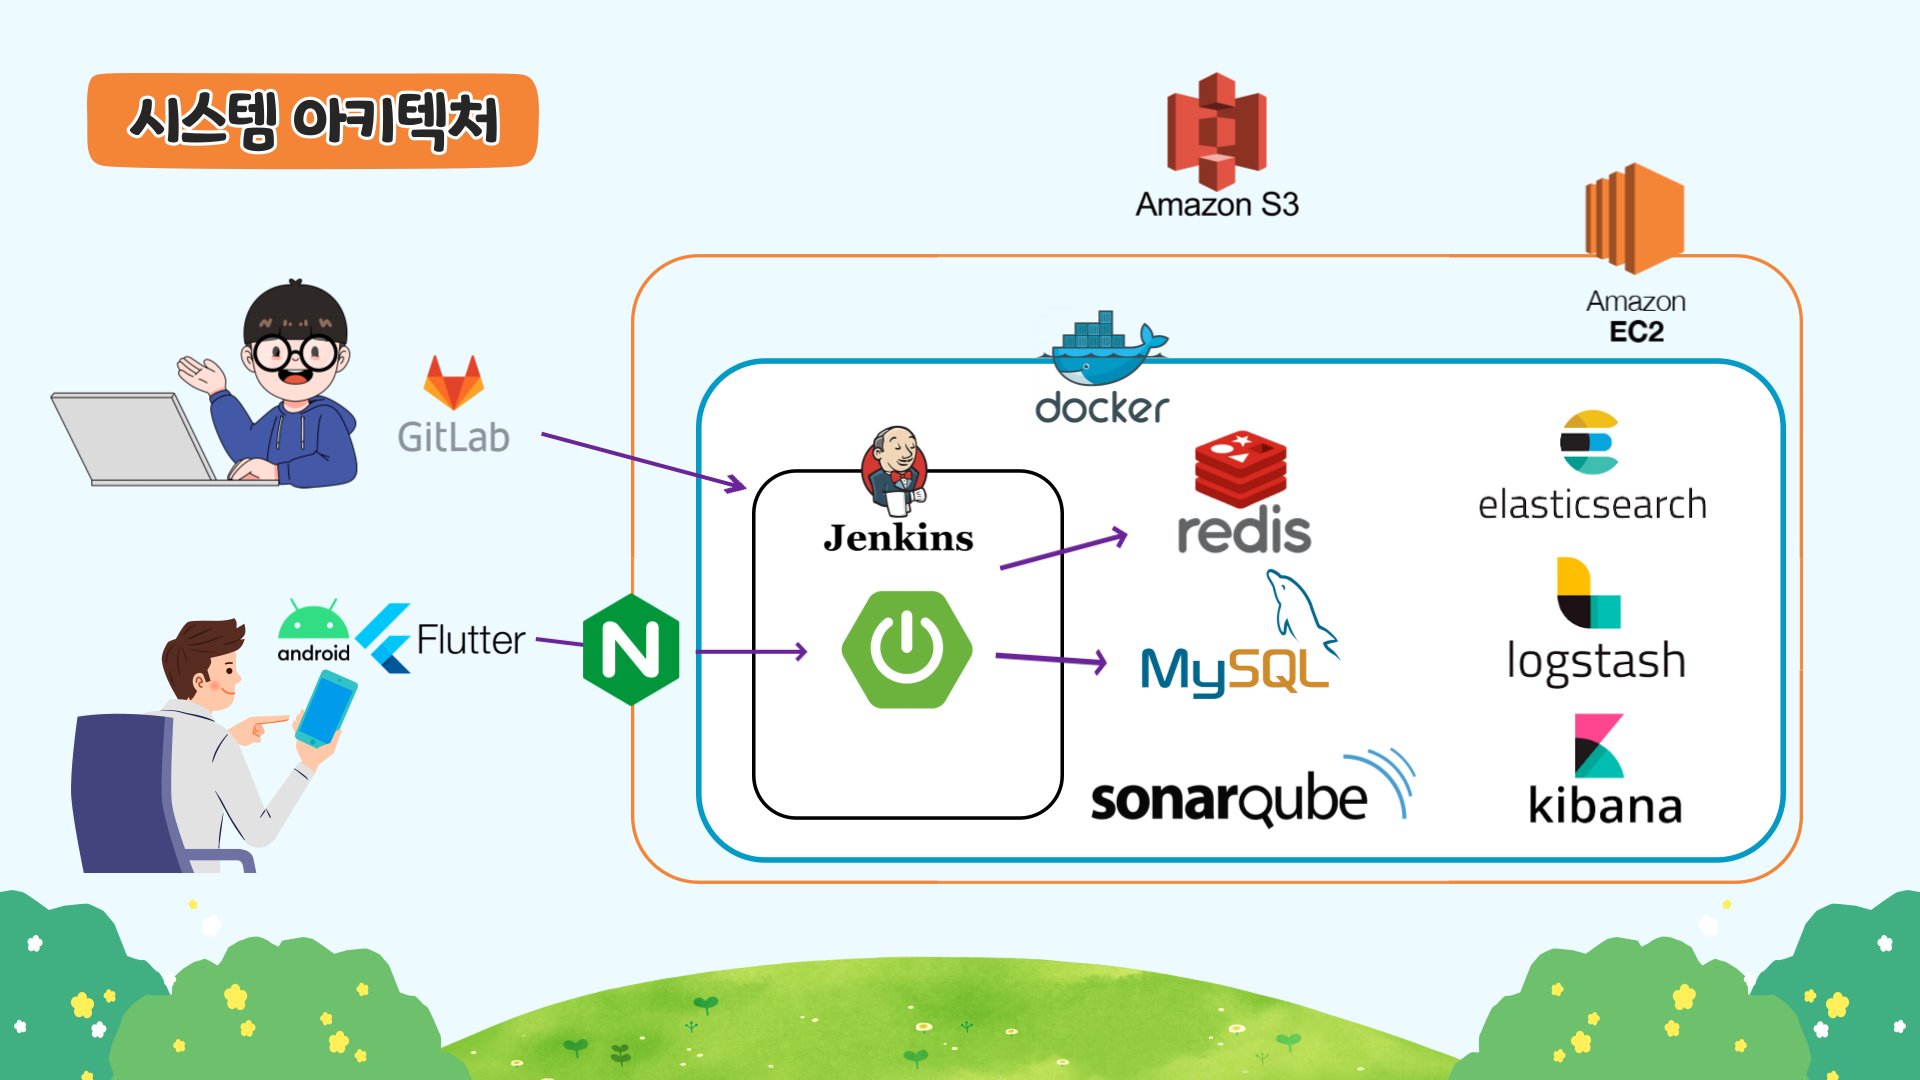 시스템 아키텍처
Amazon S3
Amazon
EC2
docker
GitLab
Jenkins
redis
elasticsearch
android
Flutter
N
MySQL
logstash
sonarqube
kibana